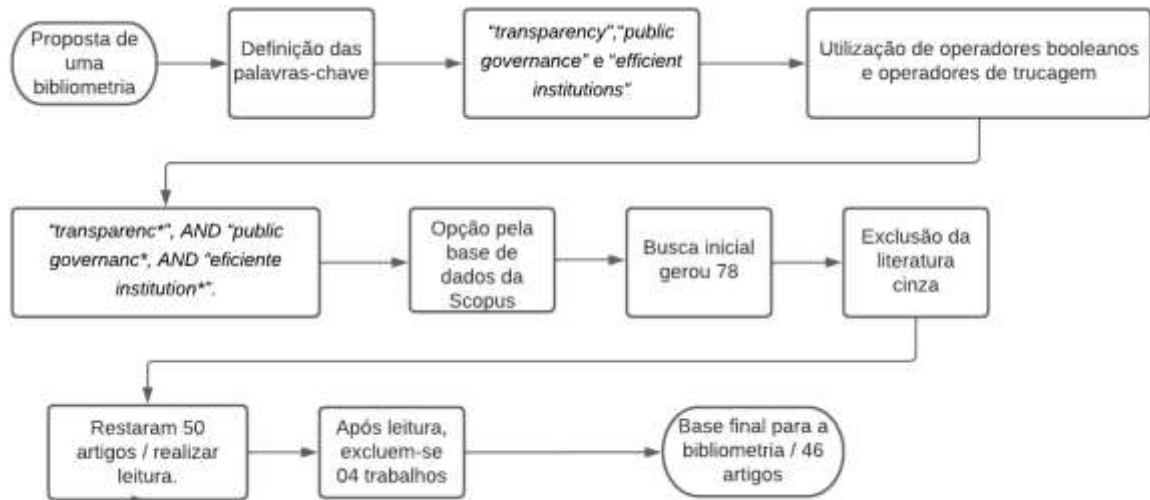 Proposta de
uma
bibliometria
Definição das
palavras-chave
“transparency”,“public
governance” e “efficient
institutions”
Utilização de operadores booleanos
e operadores de trucagem
“transparenc*”, AND “public
governanc*, AND “eficiente
institution*”.
Opção pela
base de
dados da
Scopus
Busca inicial
gerou 78
Exclusão da
literatura
cinza
Restaram 50
artigos / realizar
leitura.
Após leitura,
excluem-se
04 trabalhos
Base final para a
bibliometria / 46
artigos